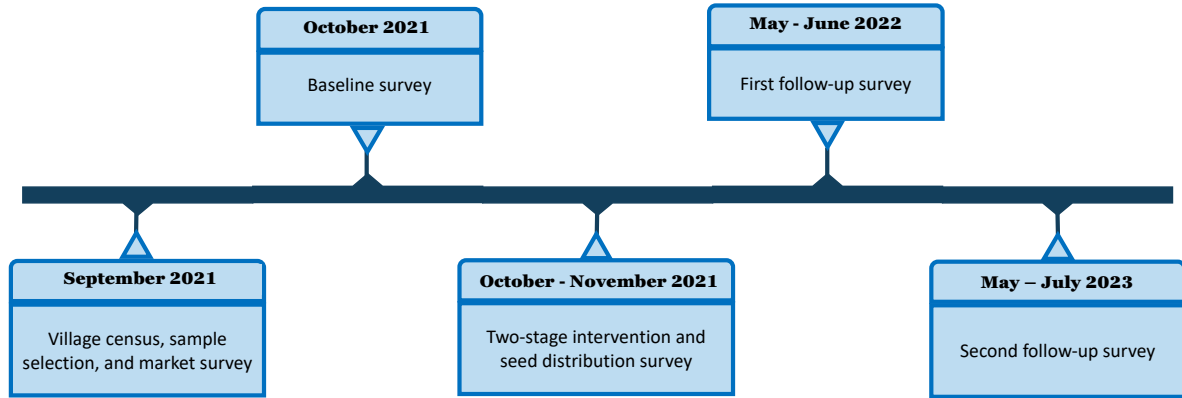 October 2021
Baseline survey
May - June 2022
First follow-up survey
September 2021
Village census, sample
selection, and market survey
October - November 2021
Two-stage intervention and
seed distribution survey
May – July 2023
Second follow-up survey